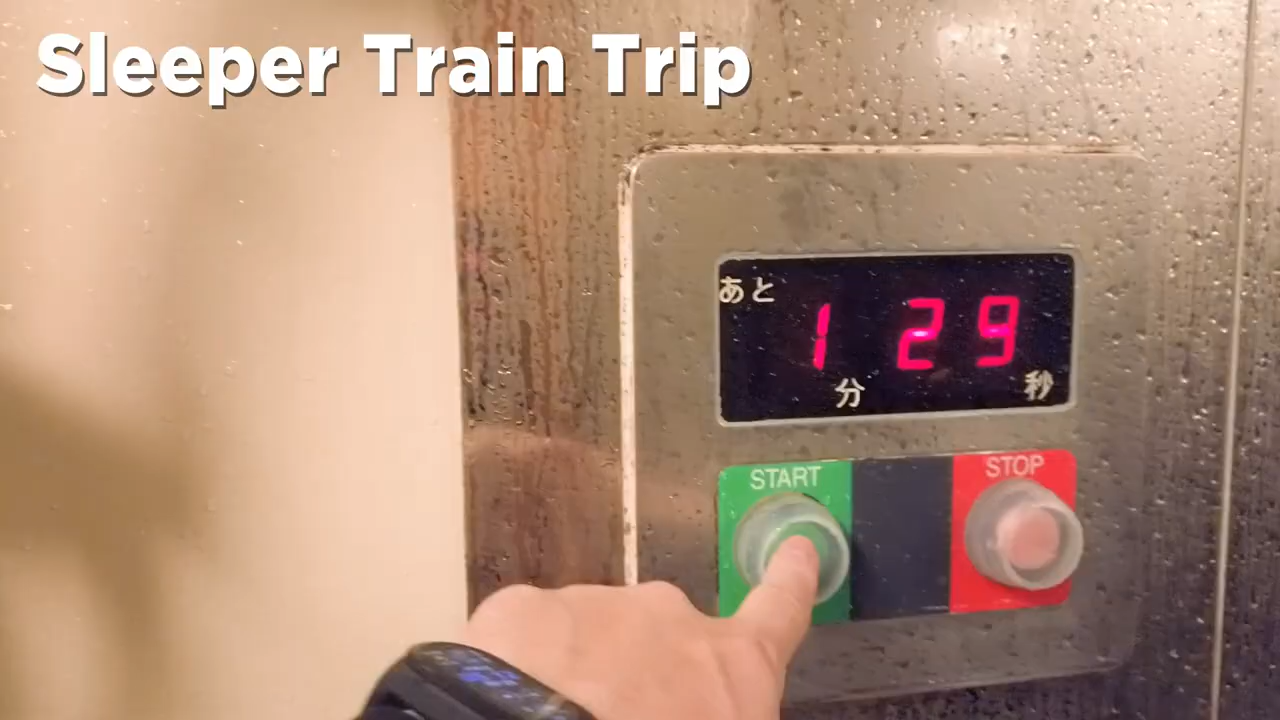 Sleeper Train Trip
あと
1 29
分 秒
START STOP